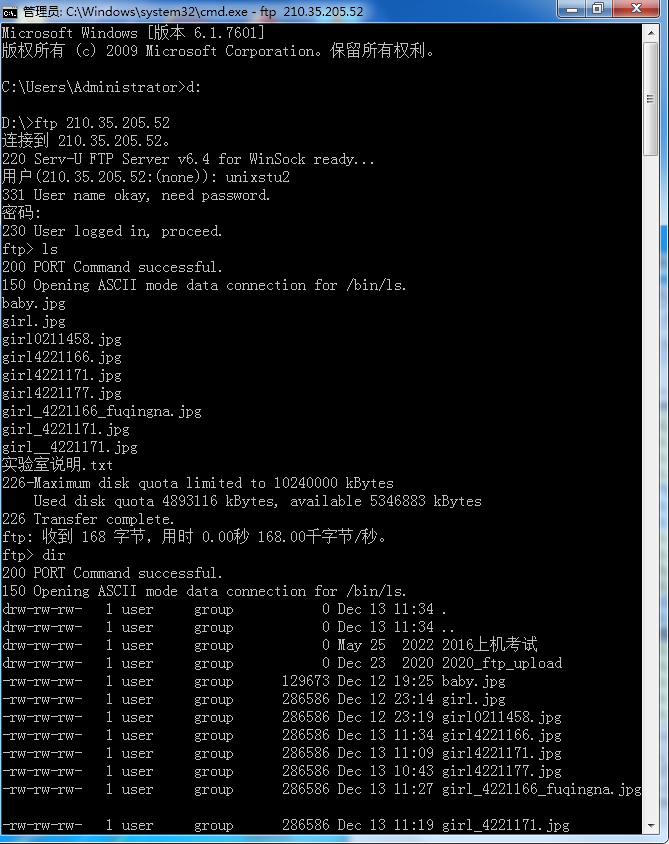 管理员: C:\Windows\system32\cmd.exe - ftp  210.35.205.52
Microsoft Windows [版本 6.1.7601]
版权所有 (c) 2009 Microsoft Corporation。保留所有权利。
C:\Users\Administrator>d:
D:\>ftp 210.35.205.52
连接到 210.35.205.52。
220 Serv-U FTP Server v6.4 for WinSock ready...
用户(210.35.205.52:(none)): unixstu2
331 User name okay, need password.
密码:
230 User logged in, proceed.
ftp> ls
200 PORT Command successful.
150 Opening ASCII mode data connection for /bin/ls.
baby.jpg
girl.jpg
girl0211458.jpg
girl4221166.jpg
girl4221171.jpg
girl4221177.jpg
girl_4221166_fuqingna.jpg
girl_4221171.jpg
girl__4221171.jpg
实验室说明.txt
226-Maximum disk quota limited to 10240000 kBytes
    Used disk quota 4893116 kBytes, available 5346883 kBytes
226 Transfer complete.
ftp: 收到 168 字节，用时 0.00秒 168.00千字节/秒。
ftp> dir
200 PORT Command successful.
150 Opening ASCII mode data connection for /bin/ls.
drw-rw-rw-   1 user     group           0 Dec 13 11:34 .
drw-rw-rw-   1 user     group           0 Dec 13 11:34 ..
drw-rw-rw-   1 user     group           0 May 25  2022 2016上机考试
drw-rw-rw-   1 user     group           0 Dec 23  2020 2020_ftp_upload
-rw-rw-rw-   1 user     group      129673 Dec 12 19:25 baby.jpg
-rw-rw-rw-   1 user     group      286586 Dec 12 23:14 girl.jpg
-rw-rw-rw-   1 user     group      286586 Dec 12 23:19 girl0211458.jpg
-rw-rw-rw-   1 user     group      286586 Dec 13 11:34 girl4221166.jpg
-rw-rw-rw-   1 user     group      286586 Dec 13 11:09 girl4221171.jpg
-rw-rw-rw-   1 user     group      286586 Dec 13 10:43 girl4221177.jpg
-rw-rw-rw-   1 user     group      286586 Dec 13 11:27 girl_4221166_fuqingna.jpg
-rw-rw-rw-   1 user     group      286586 Dec 13 11:19 girl_4221171.jpg